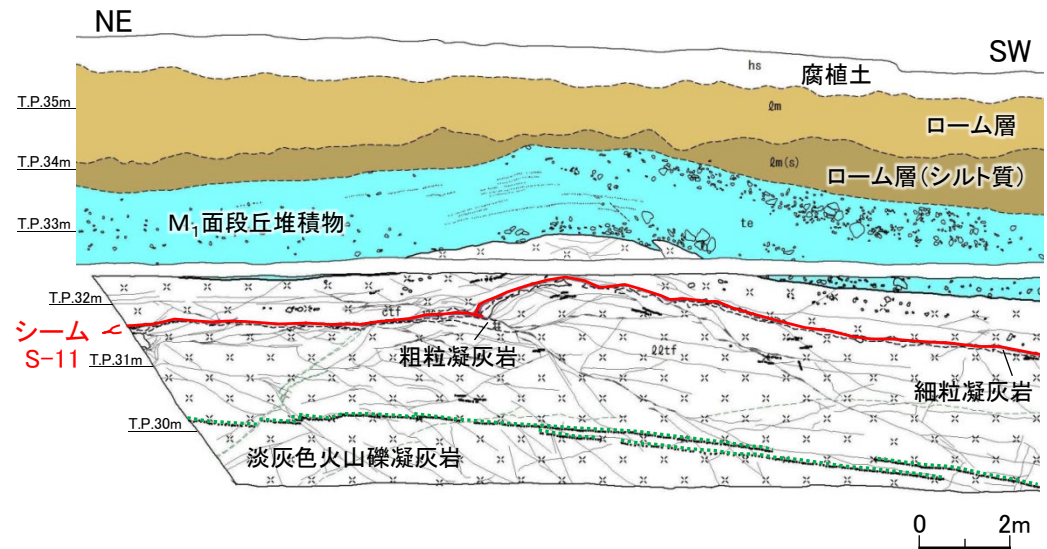 NE
SW
hs
腐植土
T.P.35m
ℓm
ローム層
T.P.34m
ℓm(s)
ローム層(シルト質)
T.P.33m
M₁面段丘堆積物
te
T.P.32m
ctf
シーム
S-11
T.P.31m
粗粒凝灰岩
ℓℓtf
細粒凝灰岩
T.P.30m
淡灰色火山礫凝灰岩
0 2m